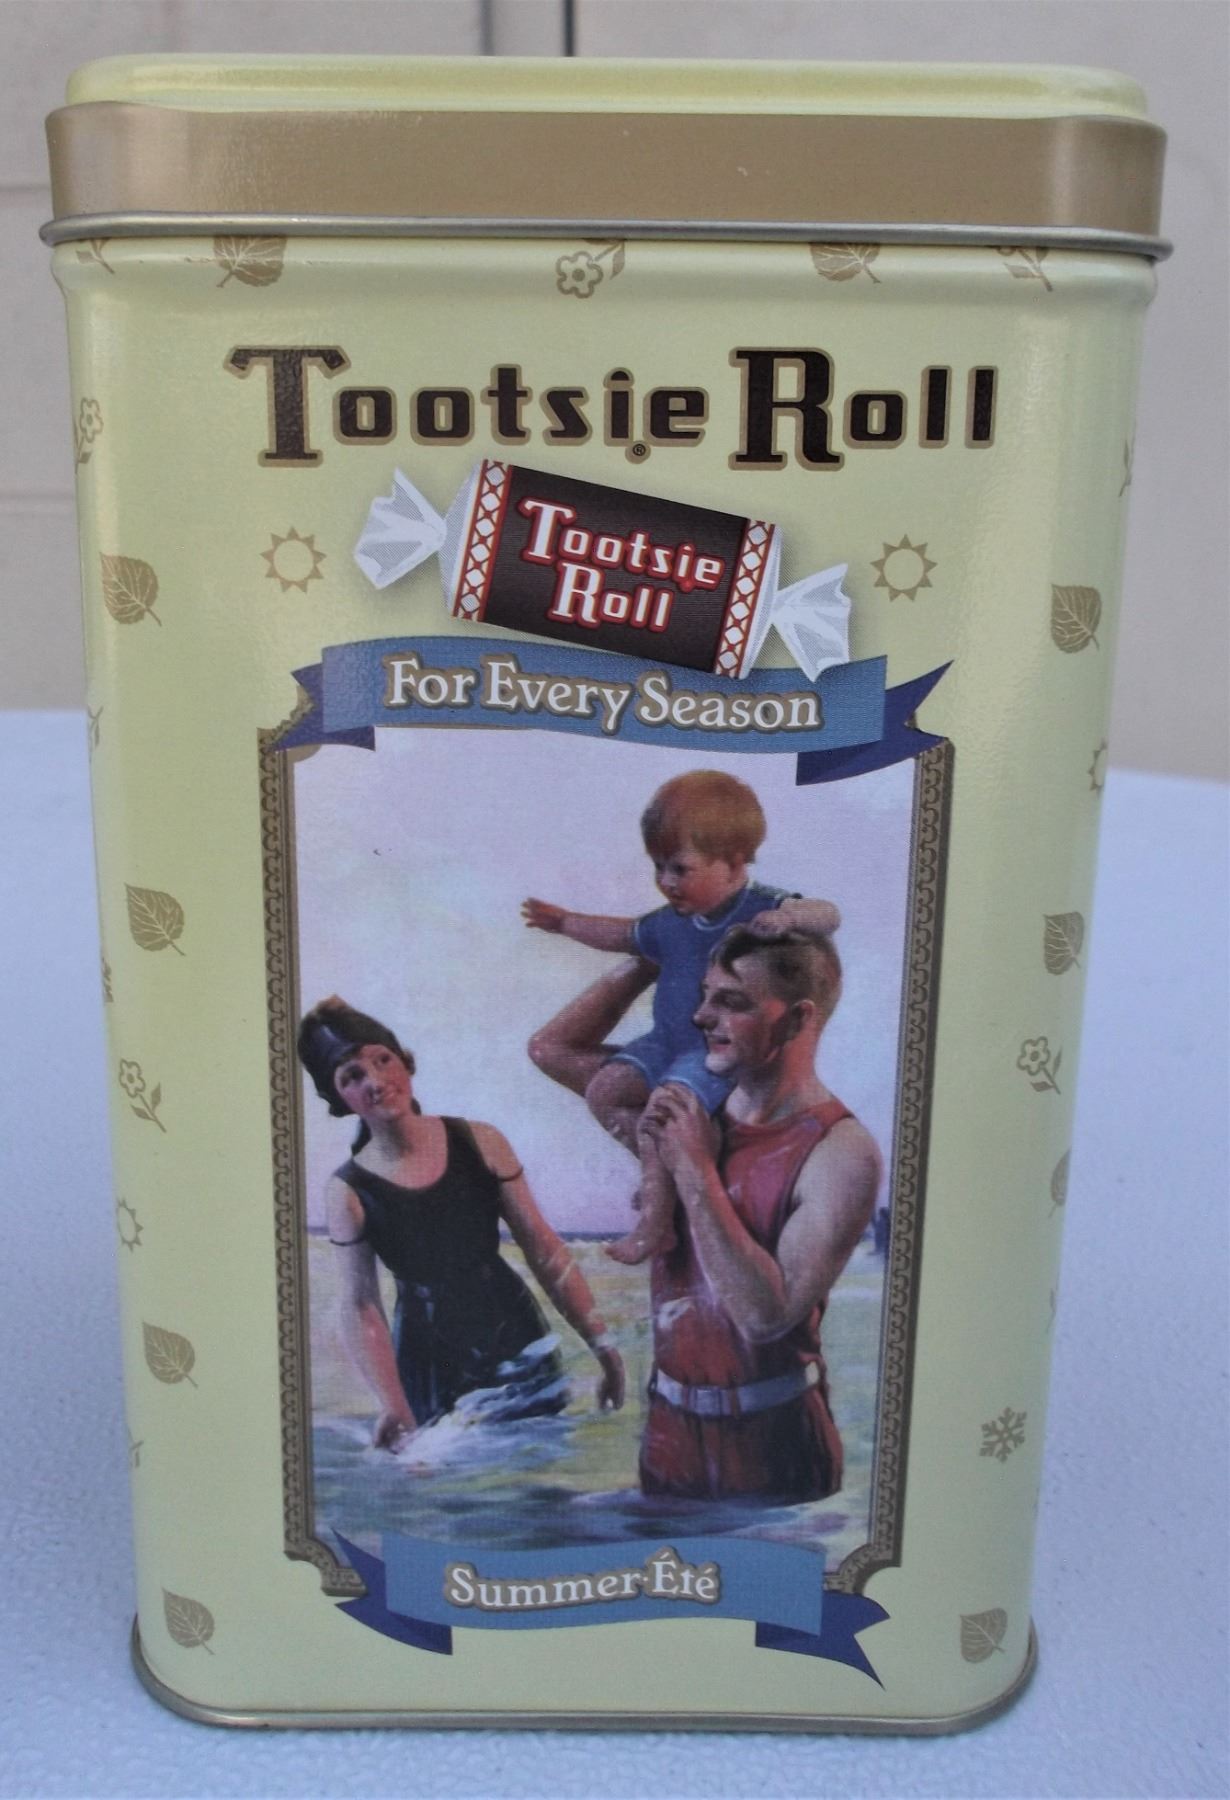 Tootsie Roll
®
Tootsie
Roll
For Every Season
Summer·Été